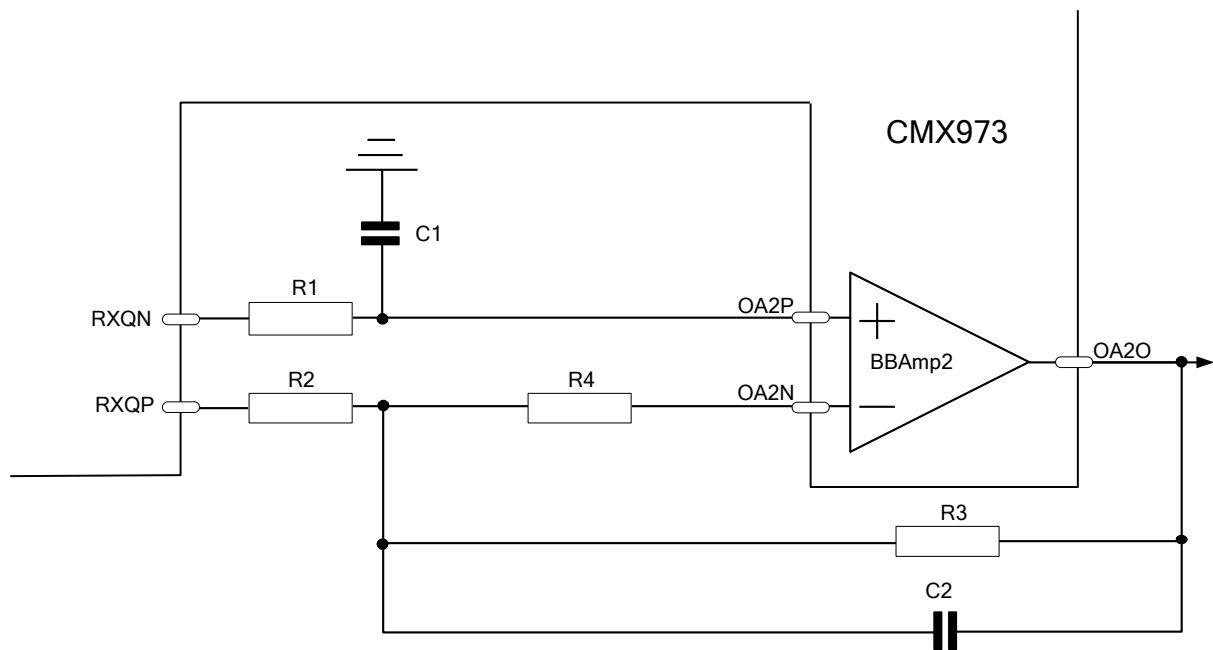 CMX973
C1
R1
RXQN
OA2P
BBAmp2
OA2O
R2
R4
RXQP
OA2N
R3
C2